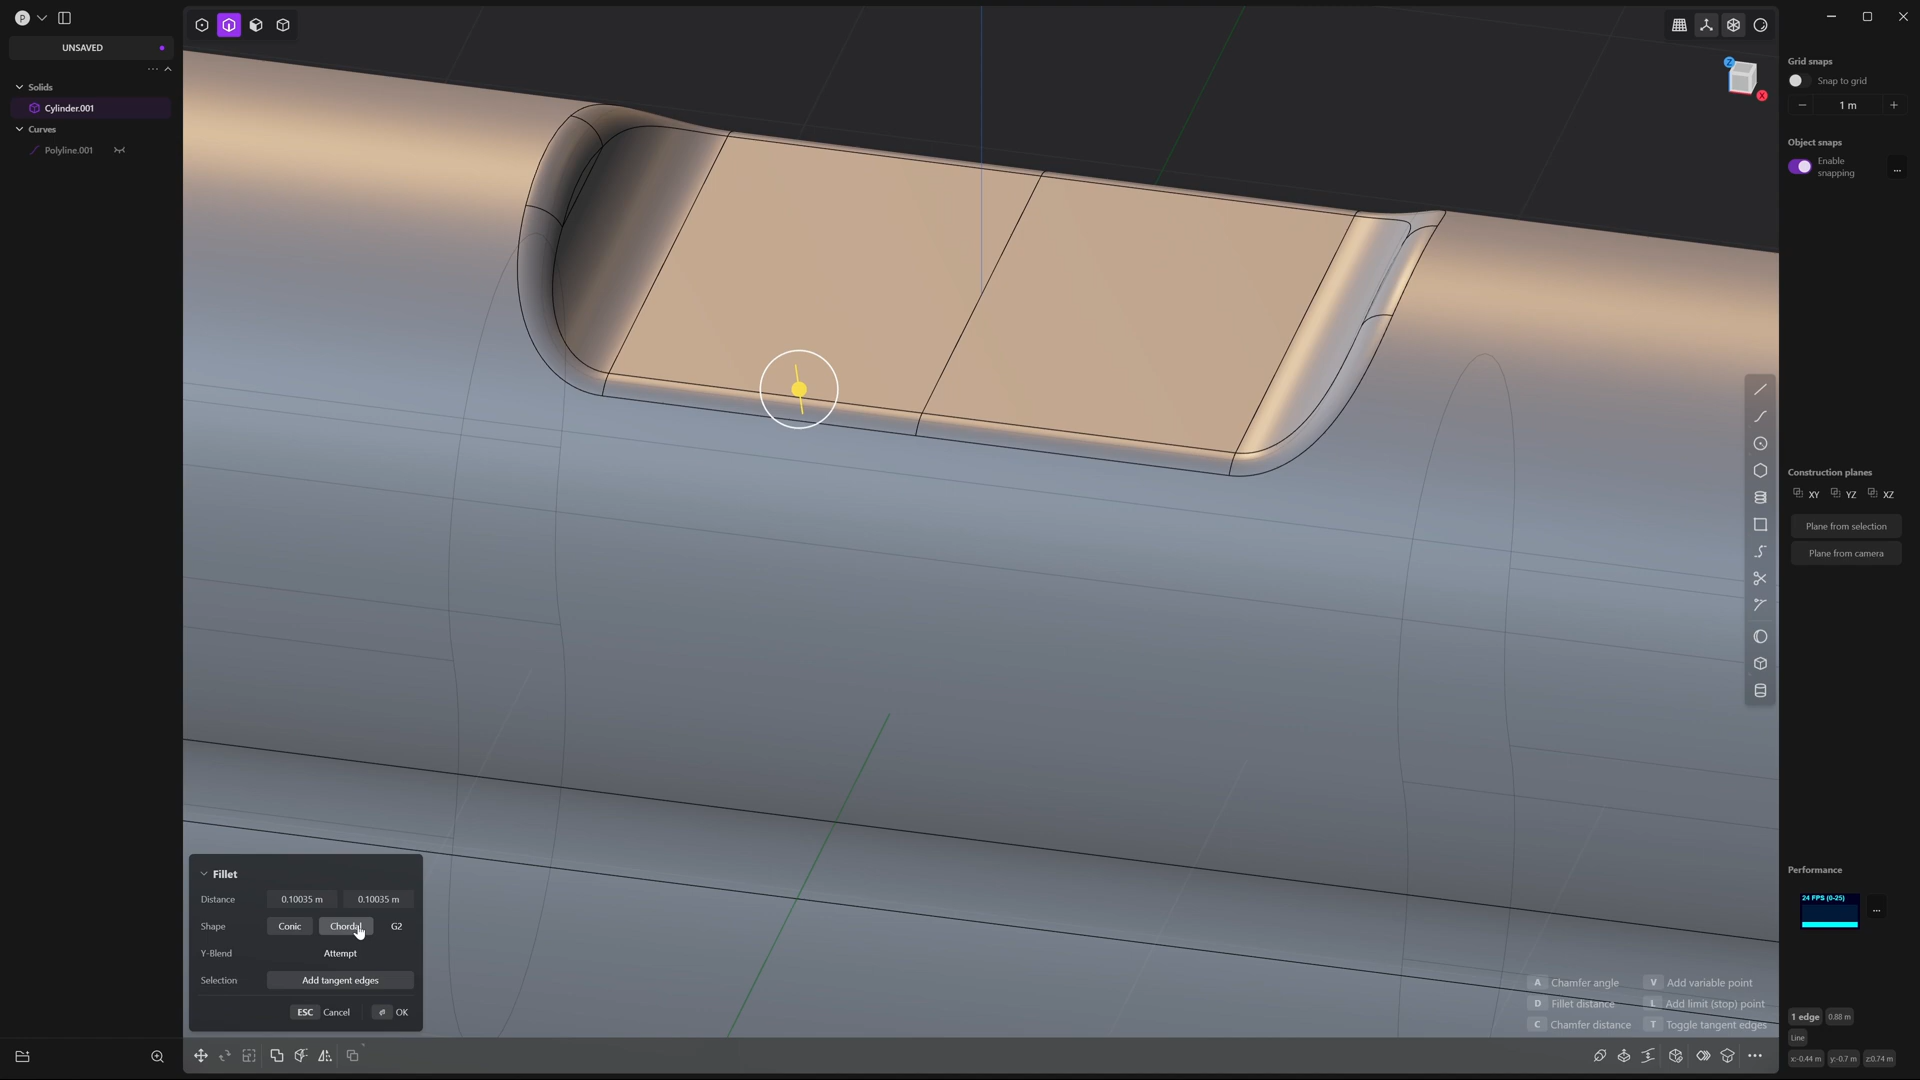 P
UNSAVED
Solids
Cylinder.001
Curves
Polyline.001
Z
X
Grid snaps
Snap to grid
1 m
Object snaps
Enable
snapping
...
Construction planes
XY
YZ
XZ
Plane from selection
Plane from camera
Performance
24 FPS (0-25)
...
Fillet
Distance 0.10035 m 0.10035 m
Shape Conic Chordal G2
Y-Blend Attempt
Selection Add tangent edges
ESC Cancel OK
A Chamfer angle V Add variable point
D Fillet distance L Add limit (stop) point
C Chamfer distance T Toggle tangent edges
1 edge 0.88 m
Line
x:-0.44 m y:-0.7 m z:0.74 m